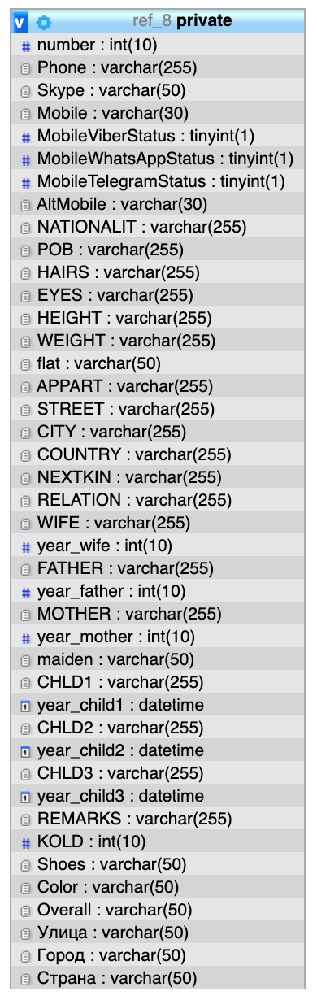 v ref_8 private
# number : int(10)
Phone : varchar(255)
Skype : varchar(50)
Mobile : varchar(30)
# MobileViberStatus : tinyint(1)
# MobileWhatsAppStatus : tinyint(1)
# MobileTelegramStatus : tinyint(1)
AltMobile : varchar(30)
NATIONALIT : varchar(255)
POB : varchar(255)
HAIRS : varchar(255)
EYES : varchar(255)
HEIGHT : varchar(255)
WEIGHT : varchar(255)
flat : varchar(50)
APPART : varchar(255)
STREET : varchar(255)
CITY : varchar(255)
COUNTRY : varchar(255)
NEXTKIN : varchar(255)
RELATION : varchar(255)
WIFE : varchar(255)
# year_wife : int(10)
FATHER : varchar(255)
# year_father : int(10)
MOTHER : varchar(255)
# year_mother : int(10)
maiden : varchar(50)
CHLD1 : varchar(255)
year_child1 : datetime
CHLD2 : varchar(255)
year_child2 : datetime
CHLD3 : varchar(255)
year_child3 : datetime
REMARKS : varchar(255)
# KOLD : int(10)
Shoes : varchar(50)
Color : varchar(50)
Overall : varchar(50)
Улица : varchar(50)
Город : varchar(50)
Страна : varchar(50)